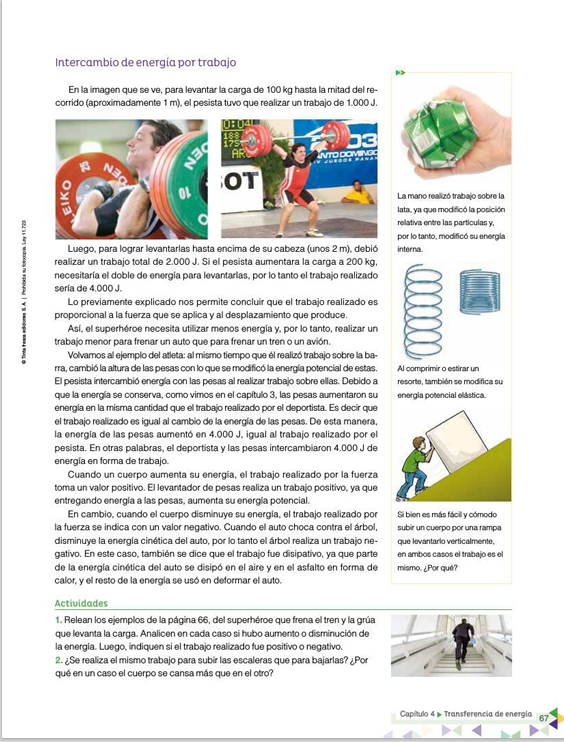 Intercambio de energía por trabajo
En la imagen que se ve, para levantar la carga de 100 kg hasta la mitad del re-
corrido (aproximadamente 1 m), el pesista tuvo que realizar un trabajo de 1.000 J.
EIKO
10
10
0:04
188
175
AR
OT
03
ANTO DOMINGO
Luego, para lograr levantarlas hasta encima de su cabeza (unos 2 m), debió
realizar un trabajo total de 2.000 J. Si el pesista aumentara la carga a 200 kg,
necesitaría el doble de energía para levantarlas, por lo tanto el trabajo realizado
sería de 4.000 J.
Lo previamente explicado nos permite concluir que el trabajo realizado es
proporcional a la fuerza que se aplica y al desplazamiento que produce.
Así, el superhéroe necesita utilizar menos energía y, por lo tanto, realizar un
trabajo menor para frenar un auto que para frenar un tren o un avión.
Volvamos al ejemplo del atleta: al mismo tiempo que él realizó trabajo sobre la ba-
rra, cambió la altura de las pesas con lo que se modificó la energía potencial de estas.
El pesista intercambió energía con las pesas al realizar trabajo sobre ellas. Debido a
que la energía se conserva, como vimos en el capítulo 3, las pesas aumentaron su
energía en la misma cantidad que el trabajo realizado por el deportista. Es decir que
el trabajo realizado es igual al cambio de la energía de las pesas. De esta manera,
la energía de las pesas aumentó en 4.000 J, igual al trabajo realizado por el
pesista. En otras palabras, el deportista y las pesas intercambiaron 4.000 J de
energía en forma de trabajo.
Cuando un cuerpo aumenta su energía, el trabajo realizado por la fuerza
toma un valor positivo. El levantador de pesas realiza un trabajo positivo, ya que
entregando energía a las pesas, aumenta su energía potencial.
En cambio, cuando el cuerpo disminuye su energía, el trabajo realizado por
la fuerza se indica con un valor negativo. Cuando el auto choca contra el árbol,
disminuye la energía cinética del auto, por lo tanto el árbol realiza un trabajo ne-
gativo. En este caso, también se dice que el trabajo fue disipativo, ya que parte
de la energía cinética del auto se disipó en el aire y en el asfalto en forma de
calor, y el resto de la energía se usó en deformar el auto.
La mano realizó trabajo sobre la
lata, ya que modificó la posición
relativa entre las partículas y,
por lo tanto, modificó su energía
interna.
Al comprimir o estirar un
resorte, también se modifica su
energía potencial elástica.
Si bien es más fácil y cómodo
subir un cuerpo por una rampa
que levantarlo verticalmente,
en ambos casos el trabajo es el
mismo. ¿Por qué?
Actividades
1. Relean los ejemplos de la página 66, del superhéroe que frena el tren y la grúa
que levanta la carga. Analicen en cada caso si hubo aumento o disminución de
la energía. Luego, indiquen si el trabajo realizado fue positivo o negativo.
2. ¿Se realiza el mismo trabajo para subir las escaleras que para bajarlas? ¿Por
qué en un caso el cuerpo se cansa más que en el otro?
© Tinta fresca ediciones S. A. | Prohibida su fotocopia. Ley 11.723
Capítulo 4 ▶ Transferencia de energía 67